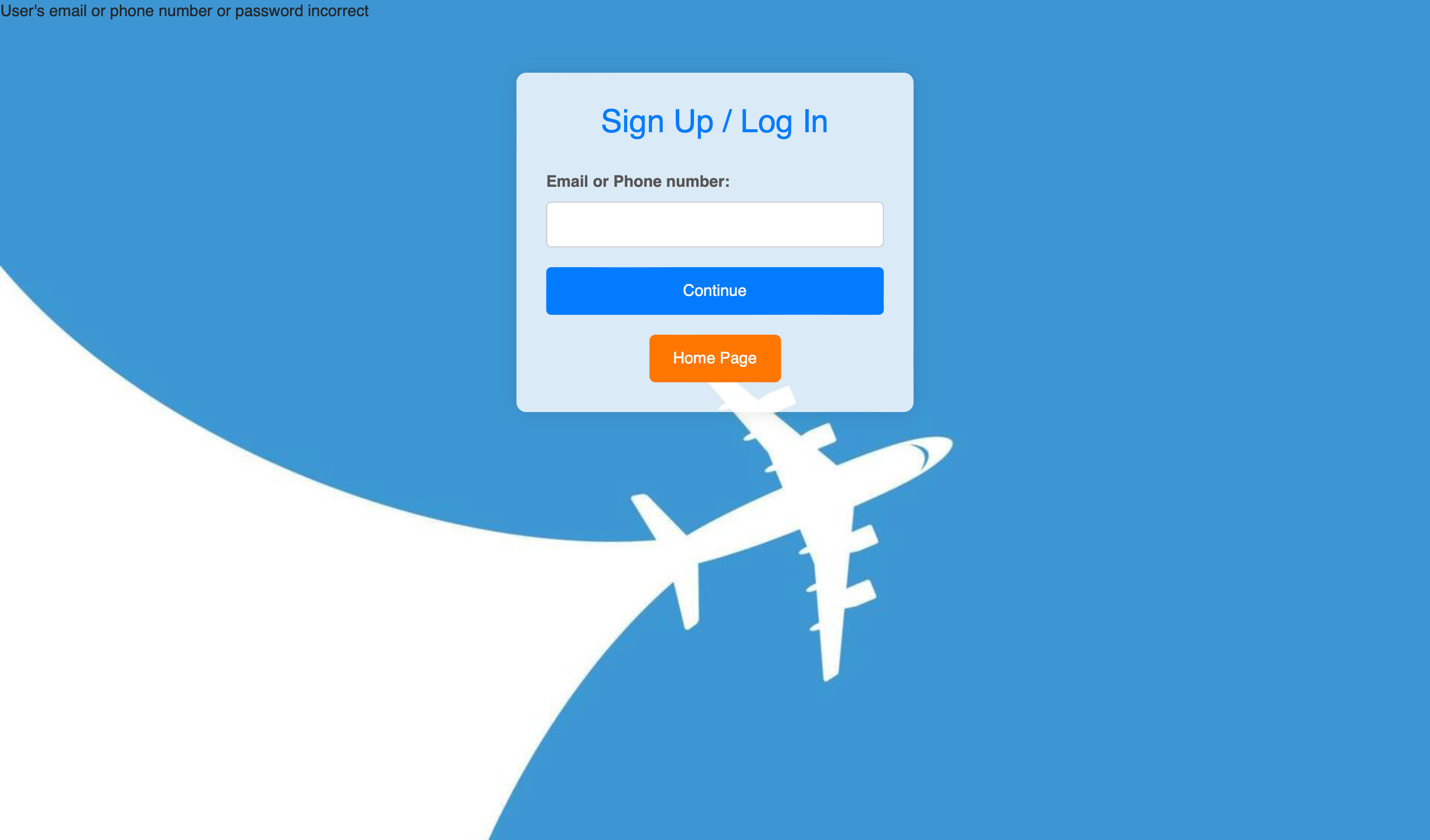 User's email or phone number or password incorrect
Sign Up / Log In
Email or Phone number:
Continue
Home Page